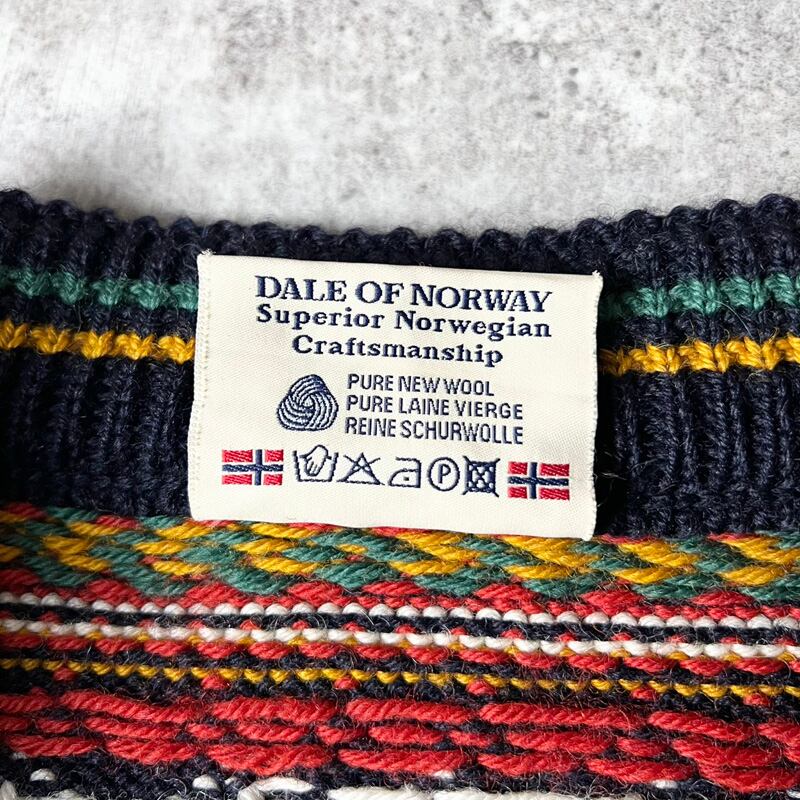 DALE OF NORWAY
Superior Norwegian
Craftsmanship
PURE NEW WOOL
PURE LAINE VIERGE
REINE SCHURWOLLE
P